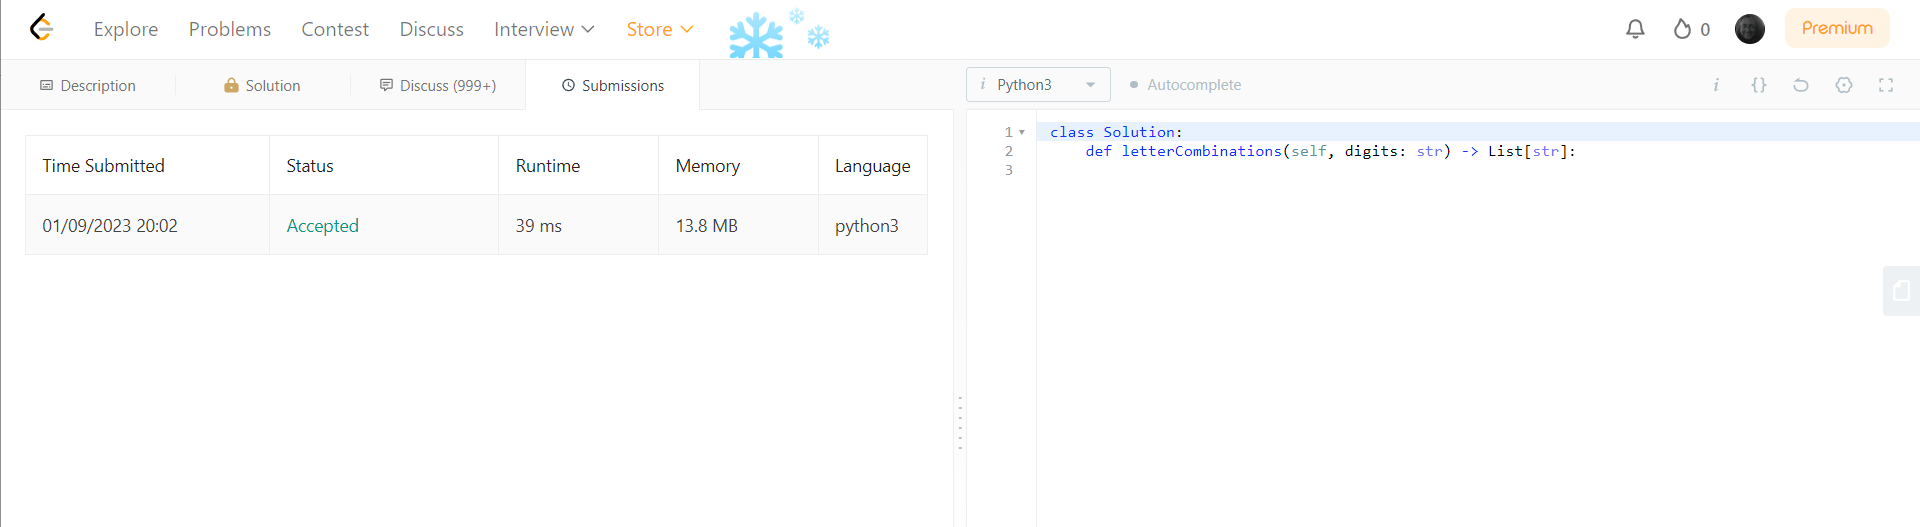 Explore Problems Contest Discuss Interview Store 0 Premium
Description Solution Discuss (999+) Submissions
Time Submitted Status Runtime Memory Language
01/09/2023 20:02 Accepted 39 ms 13.8 MB python3
i Python3 Autocomplete i {}
1 class Solution:
2 def letterCombinations(self, digits: str) -> List[str]:
3